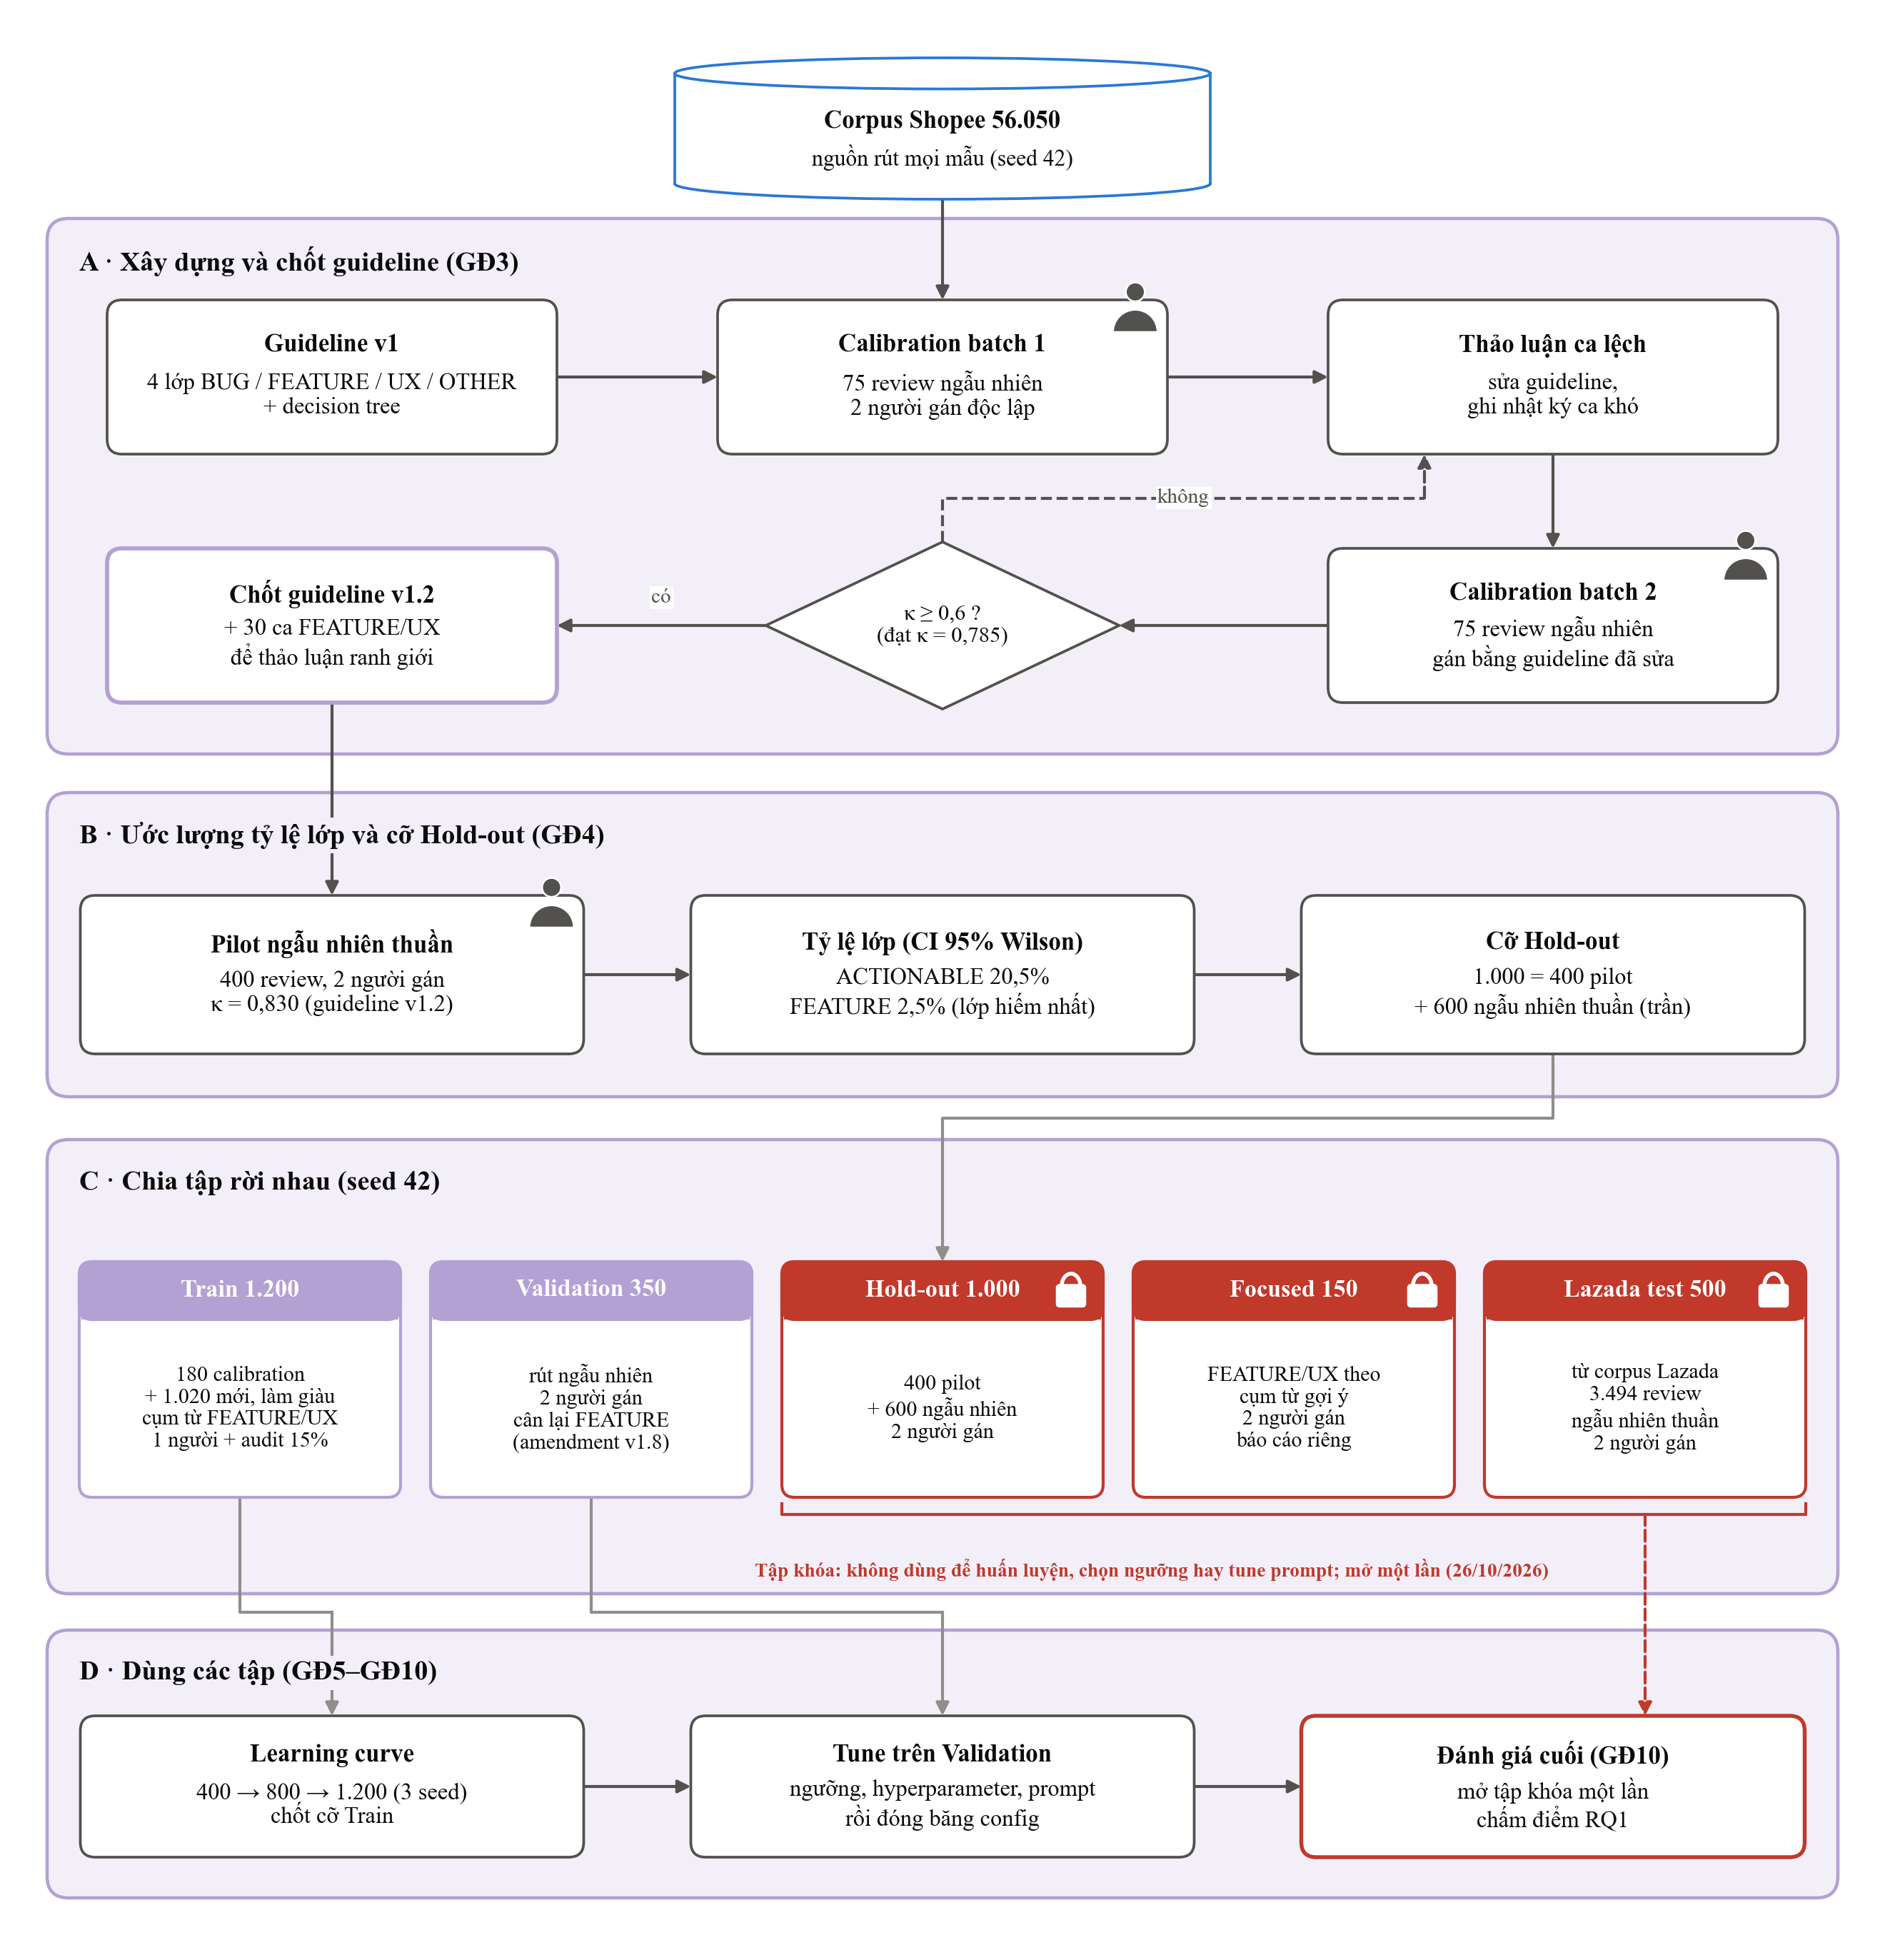 Corpus Shopee 56.050
nguồn rút mọi mẫu (seed 42)
A · Xây dựng và chốt guideline (GĐ3)
Guideline v1
4 lớp BUG / FEATURE / UX / OTHER
+ decision tree
Calibration batch 1
75 review ngẫu nhiên
2 người gán độc lập
Thảo luận ca lệch
sửa guideline,
ghi nhật ký ca khó
không
Chốt guideline v1.2
+ 30 ca FEATURE/UX
để thảo luận ranh giới
có
κ ≥ 0,6 ?
(đạt κ = 0,785)
Calibration batch 2
75 review ngẫu nhiên
gán bằng guideline đã sửa
B · Ước lượng tỷ lệ lớp và cỡ Hold-out (GĐ4)
Pilot ngẫu nhiên thuần
400 review, 2 người gán
κ = 0,830 (guideline v1.2)
Tỷ lệ lớp (CI 95% Wilson)
ACTIONABLE 20,5%
FEATURE 2,5% (lớp hiếm nhất)
Cỡ Hold-out
1.000 = 400 pilot
+ 600 ngẫu nhiên thuần (trần)
C · Chia tập rời nhau (seed 42)
Train 1.200
180 calibration
+ 1.020 mới, làm giàu
cụm từ FEATURE/UX
1 người + audit 15%
Validation 350
rút ngẫu nhiên
2 người gán
cân lại FEATURE
(amendment v1.8)
Hold-out 1.000
400 pilot
+ 600 ngẫu nhiên
2 người gán
Focused 150
FEATURE/UX theo
cụm từ gợi ý
2 người gán
báo cáo riêng
Lazada test 500
từ corpus Lazada
3.494 review
ngẫu nhiên thuần
2 người gán
Tập khóa: không dùng để huấn luyện, chọn ngưỡng hay tune prompt; mở một lần (26/10/2026)
D · Dùng các tập (GĐ5–GĐ10)
Learning curve
400 → 800 → 1.200 (3 seed)
chốt cỡ Train
Tune trên Validation
ngưỡng, hyperparameter, prompt
rồi đóng băng config
Đánh giá cuối (GĐ10)
mở tập khóa một lần
chấm điểm RQ1